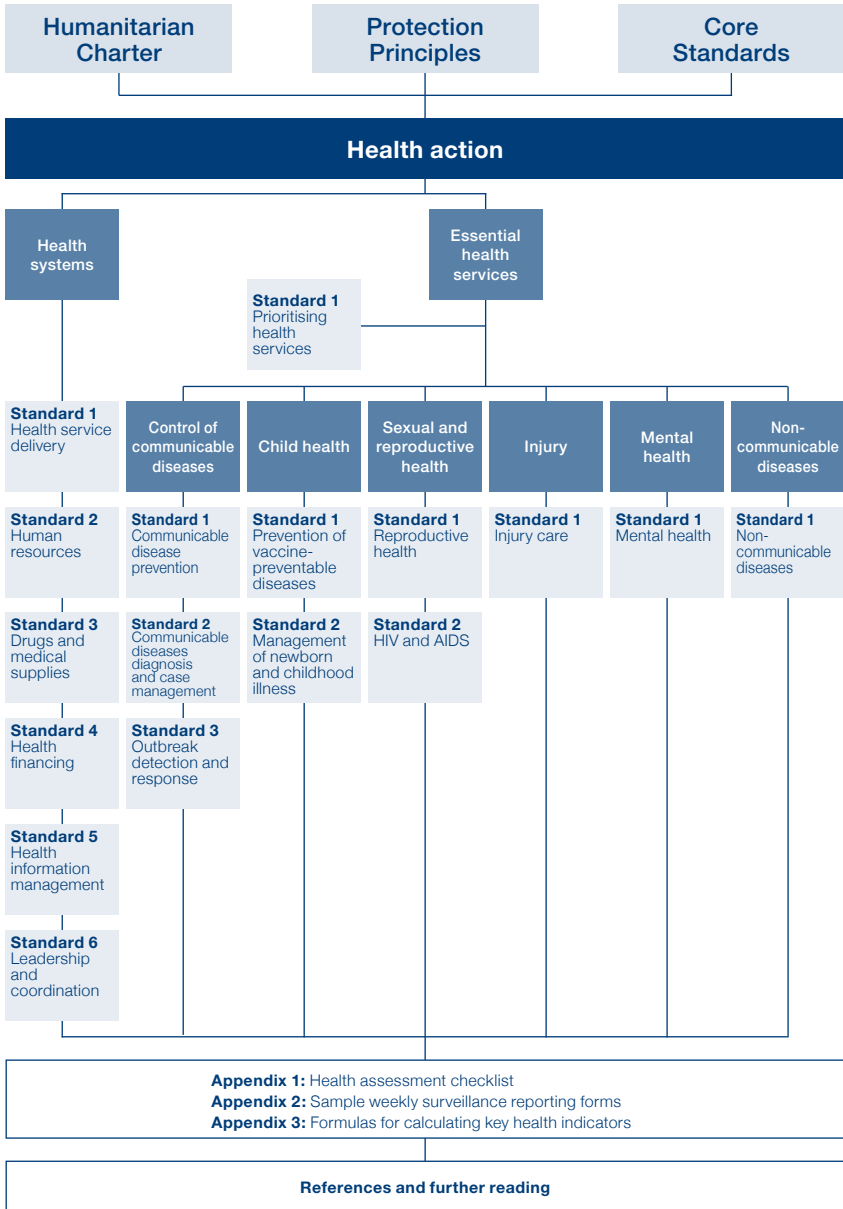 Humanitarian
Charter
Protection
Principles
Core
Standards
Health action
Health
systems
Essential
health
services
Standard 1
Prioritising
health
services
Standard 1
Health service
delivery
Control of
communicable
diseases
Child health
Sexual and
reproductive
health
Injury
Mental
health
Non-
communicable
diseases
Standard 2
Human
resources
Standard 1
Communicable
disease
prevention
Standard 1
Prevention of
vaccine-
preventable
diseases
Standard 1
Reproductive
health
Standard 1
Injury care
Standard 1
Mental health
Standard 1
Non-
communicable
diseases
Standard 3
Drugs and
medical
supplies
Standard 2
Communicable
diseases
diagnosis
and case
management
Standard 2
Management
of newborn
and childhood
illness
Standard 2
HIV and AIDS
Standard 4
Health
financing
Standard 3
Outbreak
detection and
response
Standard 5
Health
information
management
Standard 6
Leadership
and
coordination
Appendix 1: Health assessment checklist
Appendix 2: Sample weekly surveillance reporting forms
Appendix 3: Formulas for calculating key health indicators
References and further reading